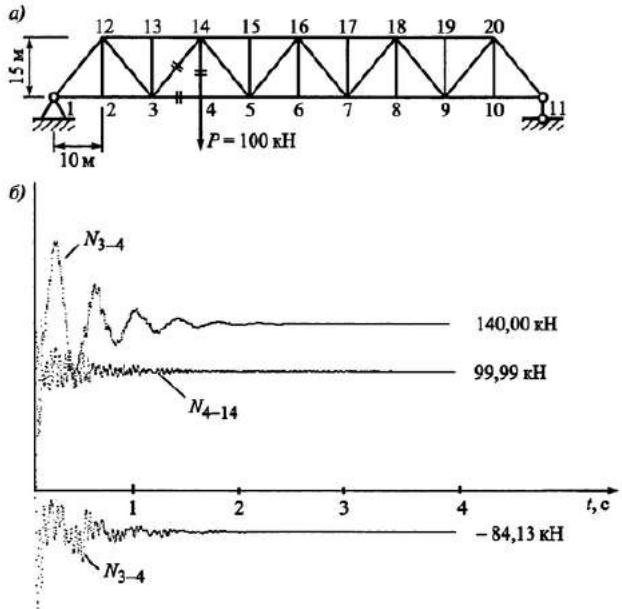 а)
12 13 14 15 16 17 18 19 20
15 м
1 2 3 4 5 6 7 8 9 10 11
P = 100 кН
10 м
б)
N3–4
140,00 кН
99,99 кН
N4–14
1 2 3 4
t, с
– 84,13 кН
N3–4